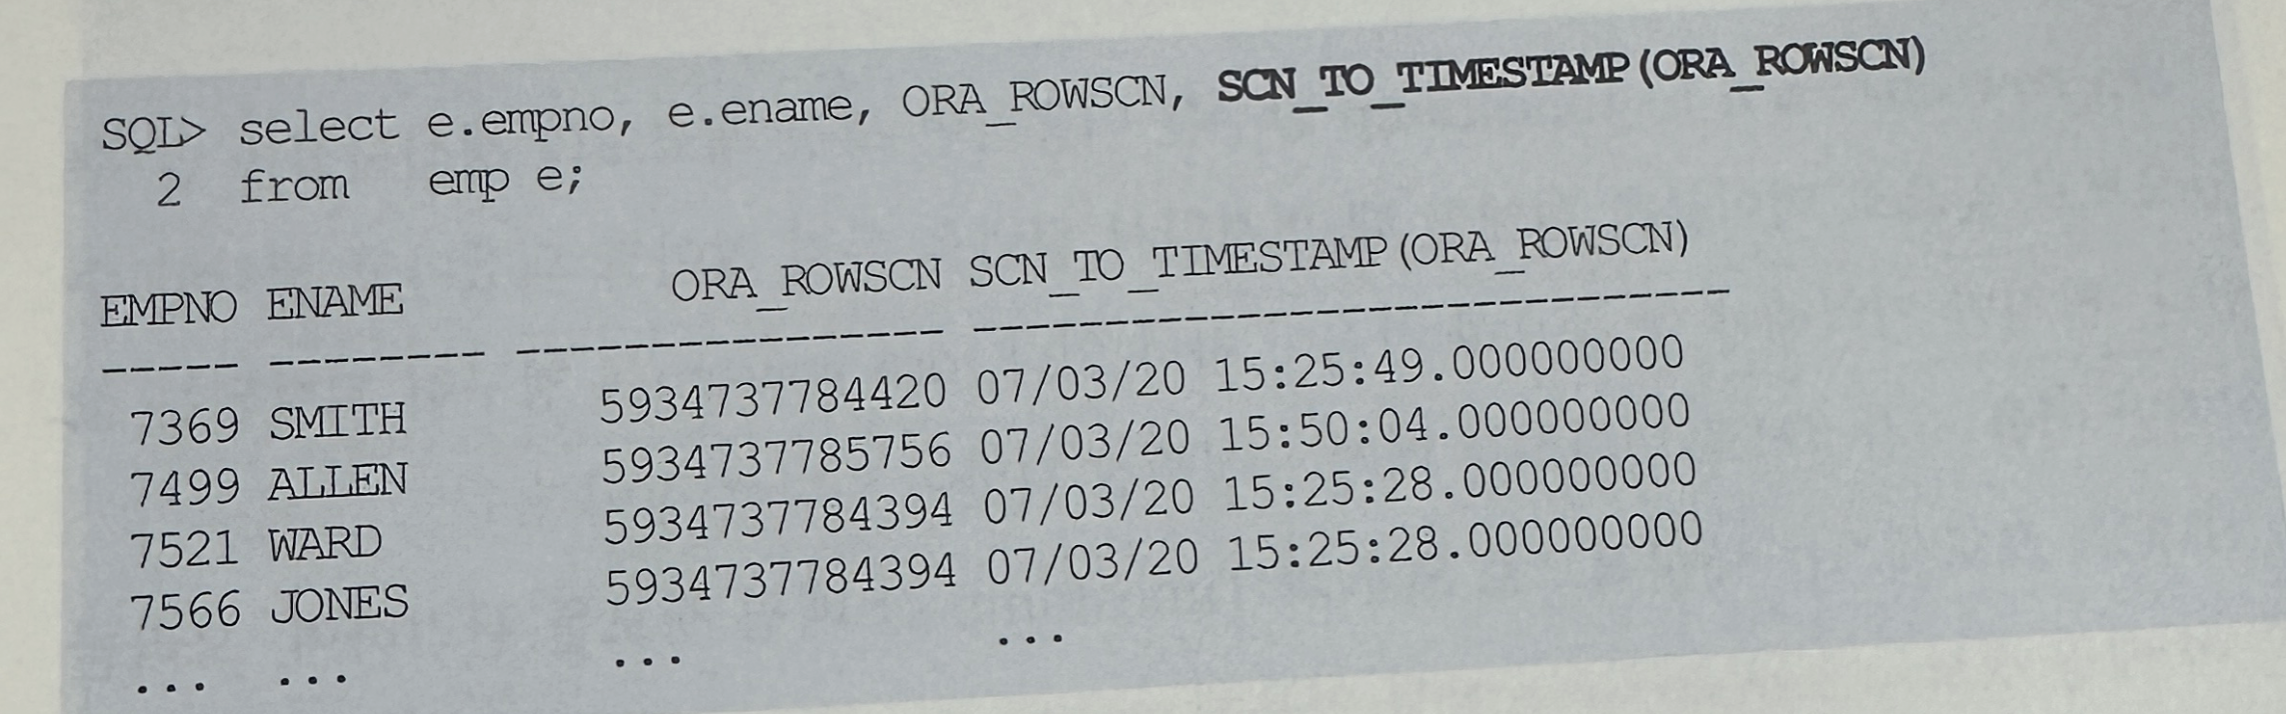 SQL> select e.empno, e.ename, ORA_ROWSCN, SCN_TO_TIMESTAMP(ORA_ROWSCN)
  2  from   emp e;
EMPNO ENAME          ORA_ROWSCN SCN_TO_TIMESTAMP(ORA_ROWSCN)
----- -------- ---------------- ----------------------------
 7369 SMITH       5934737784420 07/03/20 15:25:49.000000000
 7499 ALLEN       5934737785756 07/03/20 15:50:04.000000000
 7521 WARD        5934737784394 07/03/20 15:25:28.000000000
 7566 JONES       5934737784394 07/03/20 15:25:28.000000000
 ...  ...         ...           ...